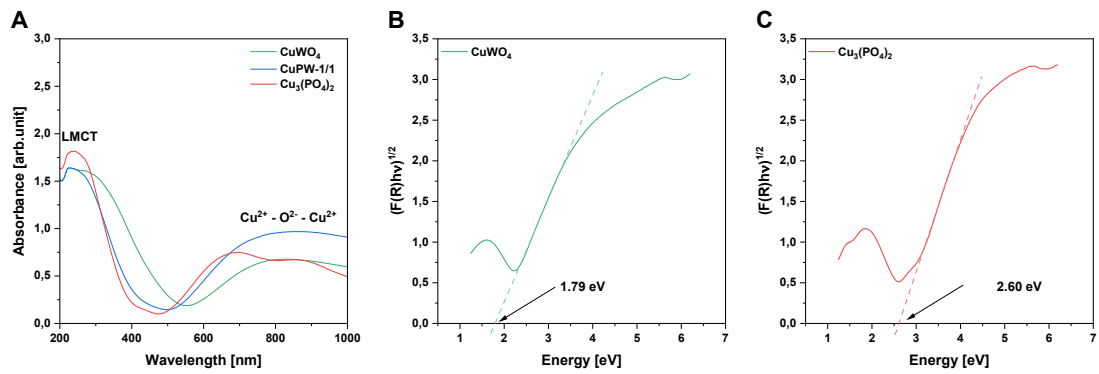 A
3,0
2,5
2,0
1,5
1,0
0,5
0,0
200
400
600
800
1000
Absorbance [arb.unit]
Wavelength [nm]
CuWO₄
CuPW-1/1
Cu₃(PO₄)₂
LMCT
Cu²⁺ - O²⁻ - Cu²⁺
B
3,5
3,0
2,5
2,0
1,5
1,0
0,5
0,0
0
1
2
3
4
5
6
7
(F(R)hν)¹ᐟ²
Energy [eV]
CuWO₄
1.79 eV
C
3,5
3,0
2,5
2,0
1,5
1,0
0,5
0,0
0
1
2
3
4
5
6
7
(F(R)hν)¹ᐟ²
Energy [eV]
Cu₃(PO₄)₂
2.60 eV